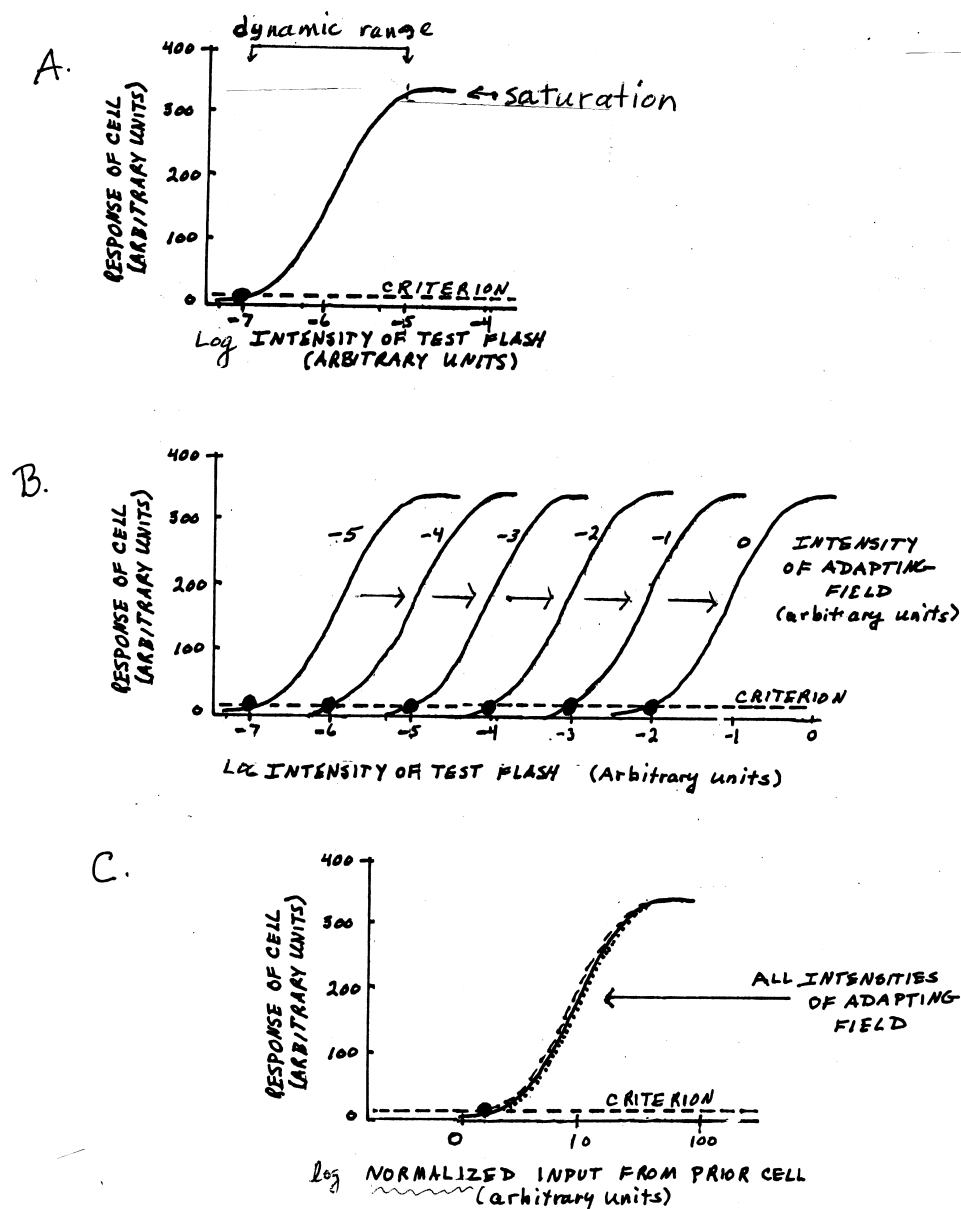 A.
dynamic range
400
300
200
100
0
RESPONSE OF CELL
(ARBITRARY UNITS)
← saturation
CRITERION
-7 -6 -5 -4
Log INTENSITY OF TEST FLASH
(ARBITRARY UNITS)
B.
400
300
200
100
0
RESPONSE OF CELL
(ARBITRARY UNITS)
-5 -4 -3 -2 -1 0
INTENSITY
OF ADAPTING
FIELD
(arbitrary units)
CRITERION
-7 -6 -5 -4 -3 -2 -1 0
LOG INTENSITY OF TEST FLASH (Arbitrary units)
C.
400
300
200
100
0
RESPONSE OF CELL
(ARBITRARY UNITS)
ALL INTENSITIES
OF ADAPTING
FIELD
CRITERION
0 10 100
log NORMALIZED INPUT FROM PRIOR CELL
(arbitrary units)